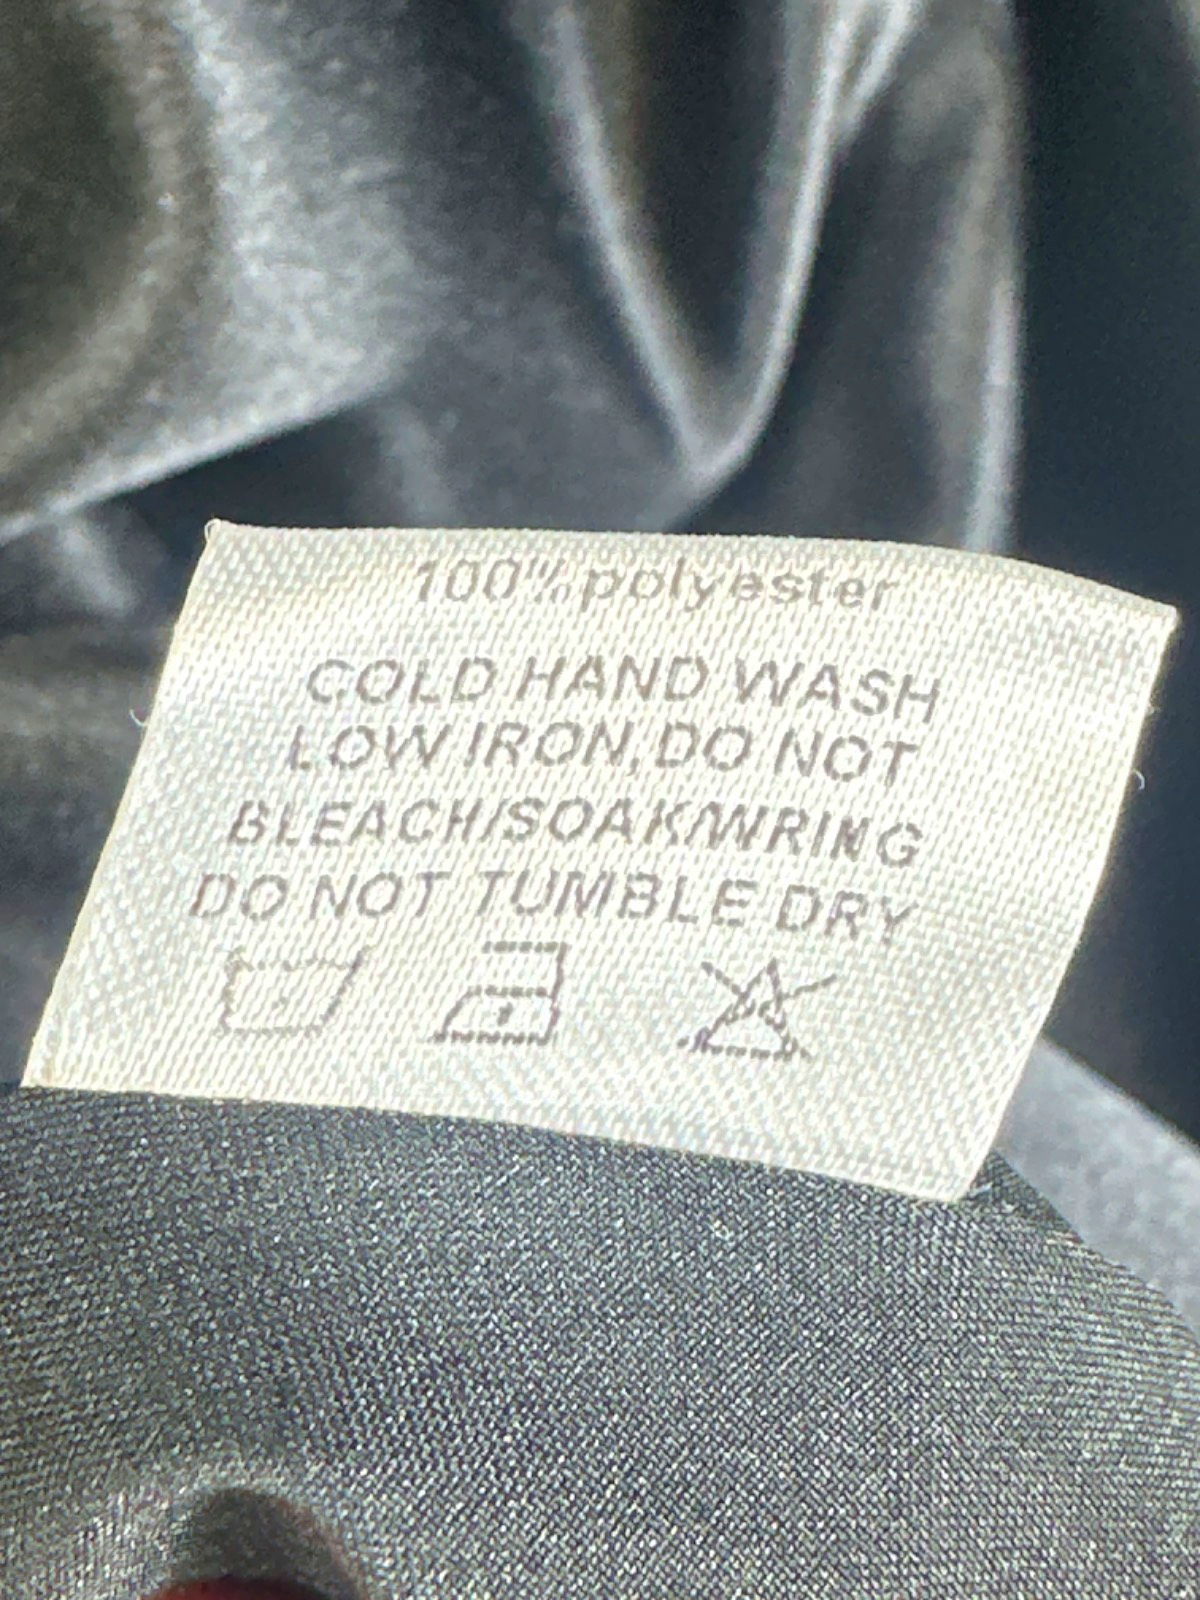 100% polyester
COLD HAND WASH
LOW IRON,DO NOT
BLEACH/SOAK/WRING
DO NOT TUMBLE DRY